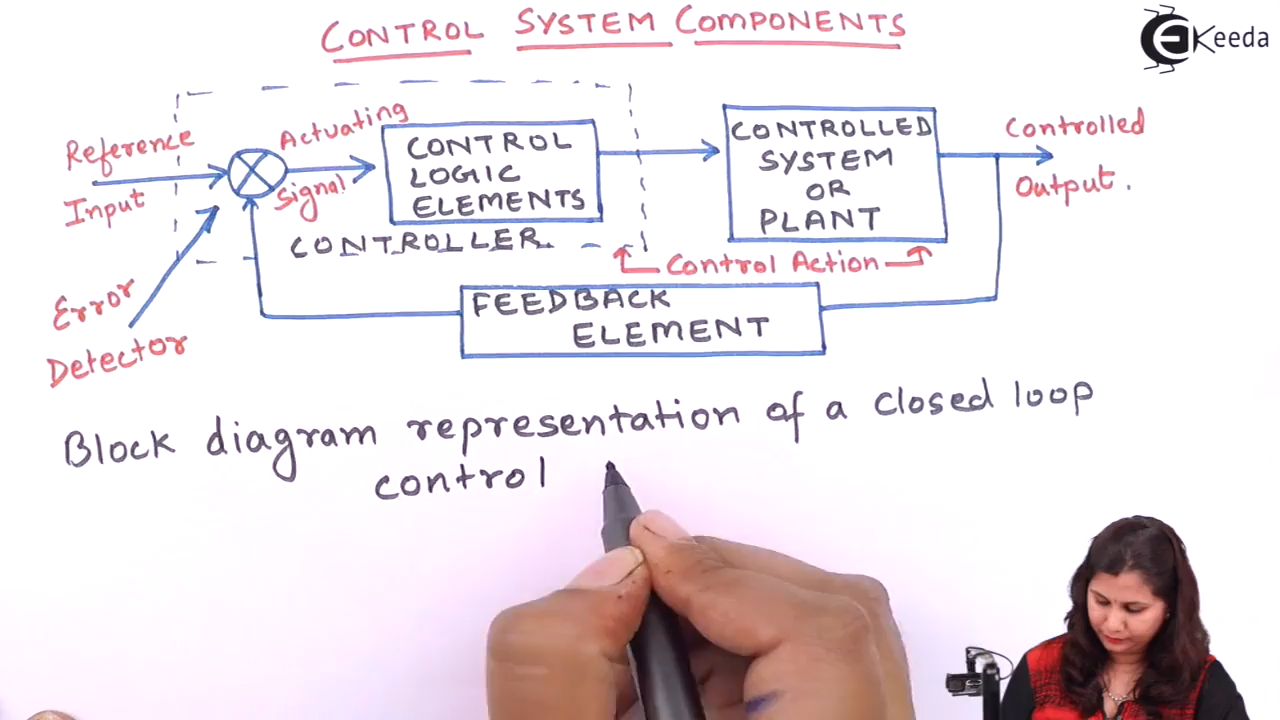 CONTROL SYSTEM COMPONENTS
Keeda
Reference
Input
Actuating
Signal
CONTROL
LOGIC
ELEMENTS
CONTROLLER
CONTROLLED
SYSTEM
OR
PLANT
Controlled
Output.
Control Action
Error
Detector
FEEDBACK
ELEMENT
Block diagram representation of a closed loop
control